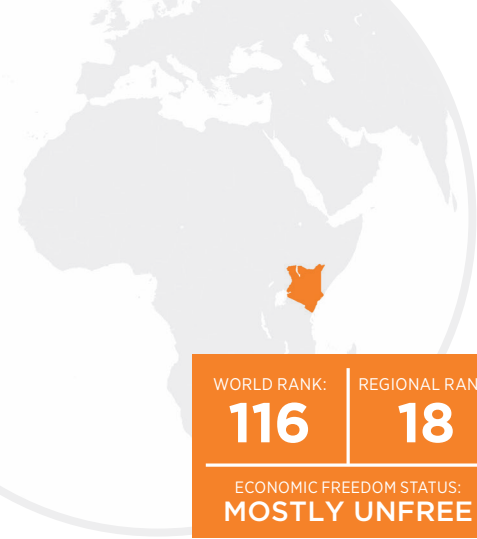 WORLD RANK:
116
REGIONAL RAN
18
ECONOMIC FREEDOM STATUS:
MOSTLY UNFREE